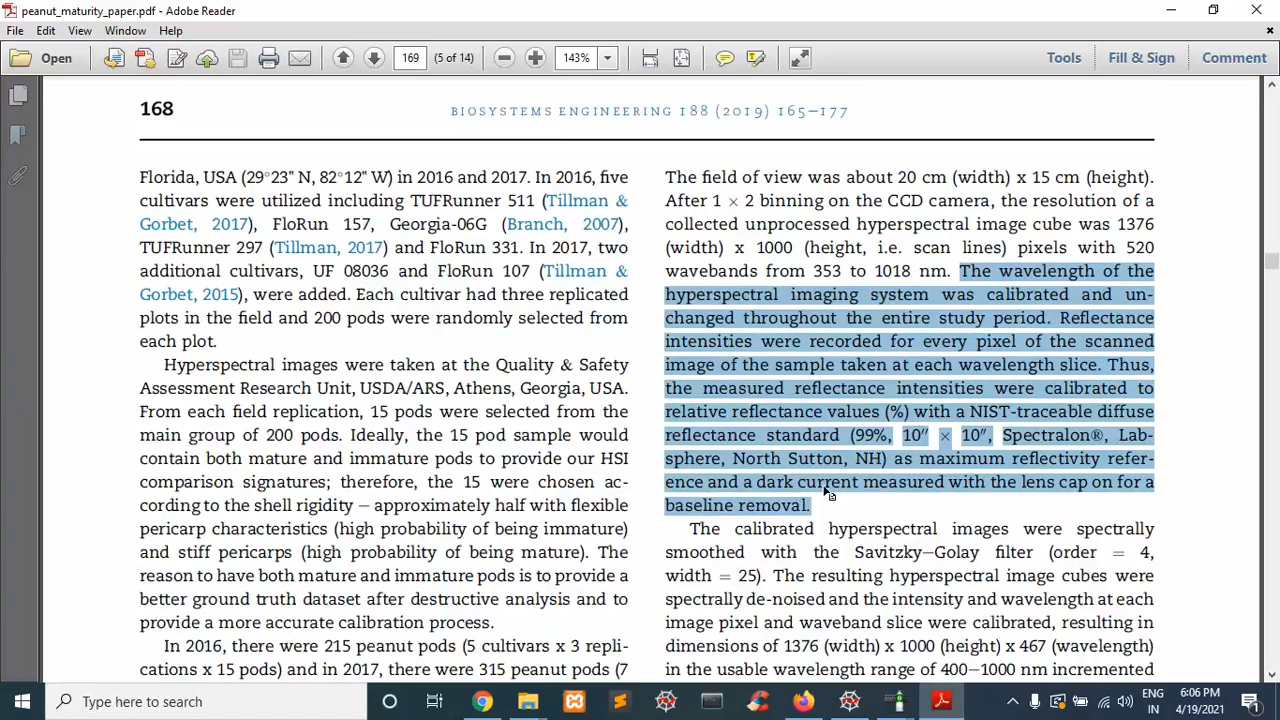 peanut_maturity_paper.pdf - Adobe Reader
File Edit View Window Help
Open 169 (5 of 14) 143% Tools Fill & Sign Comment
168 BIOSYSTEMS ENGINEERING 188 (2019) 165–177
Florida, USA (29°23" N, 82°12" W) in 2016 and 2017. In 2016, five
cultivars were utilized including TUFRunner 511 (Tillman &
Gorbet, 2017), FloRun 157, Georgia-06G (Branch, 2007),
TUFRunner 297 (Tillman, 2017) and FloRun 331. In 2017, two
additional cultivars, UF 08036 and FloRun 107 (Tillman &
Gorbet, 2015), were added. Each cultivar had three replicated
plots in the field and 200 pods were randomly selected from
each plot.
Hyperspectral images were taken at the Quality & Safety
Assessment Research Unit, USDA/ARS, Athens, Georgia, USA.
From each field replication, 15 pods were selected from the
main group of 200 pods. Ideally, the 15 pod sample would
contain both mature and immature pods to provide our HSI
comparison signatures; therefore, the 15 were chosen ac-
cording to the shell rigidity – approximately half with flexible
pericarp characteristics (high probability of being immature)
and stiff pericarps (high probability of being mature). The
reason to have both mature and immature pods is to provide a
better ground truth dataset after destructive analysis and to
provide a more accurate calibration process.
In 2016, there were 215 peanut pods (5 cultivars x 3 repli-
cations x 15 pods) and in 2017, there were 315 peanut pods (7
The field of view was about 20 cm (width) x 15 cm (height).
After 1 × 2 binning on the CCD camera, the resolution of a
collected unprocessed hyperspectral image cube was 1376
(width) x 1000 (height, i.e. scan lines) pixels with 520
wavebands from 353 to 1018 nm. The wavelength of the
hyperspectral imaging system was calibrated and un-
changed throughout the entire study period. Reflectance
intensities were recorded for every pixel of the scanned
image of the sample taken at each wavelength slice. Thus,
the measured reflectance intensities were calibrated to
relative reflectance values (%) with a NIST-traceable diffuse
reflectance standard (99%, 10″ × 10″, Spectralon®, Lab-
sphere, North Sutton, NH) as maximum reflectivity refer-
ence and a dark current measured with the lens cap on for a
baseline removal.
The calibrated hyperspectral images were spectrally
smoothed with the Savitzky–Golay filter (order = 4,
width = 25). The resulting hyperspectral image cubes were
spectrally de-noised and the intensity and wavelength at each
image pixel and waveband slice were calibrated, resulting in
dimensions of 1376 (width) x 1000 (height) x 467 (wavelength)
in the usable wavelength range of 400–1000 nm incremented
Type here to search
ENG
IN
6:06 PM
4/19/2021
1